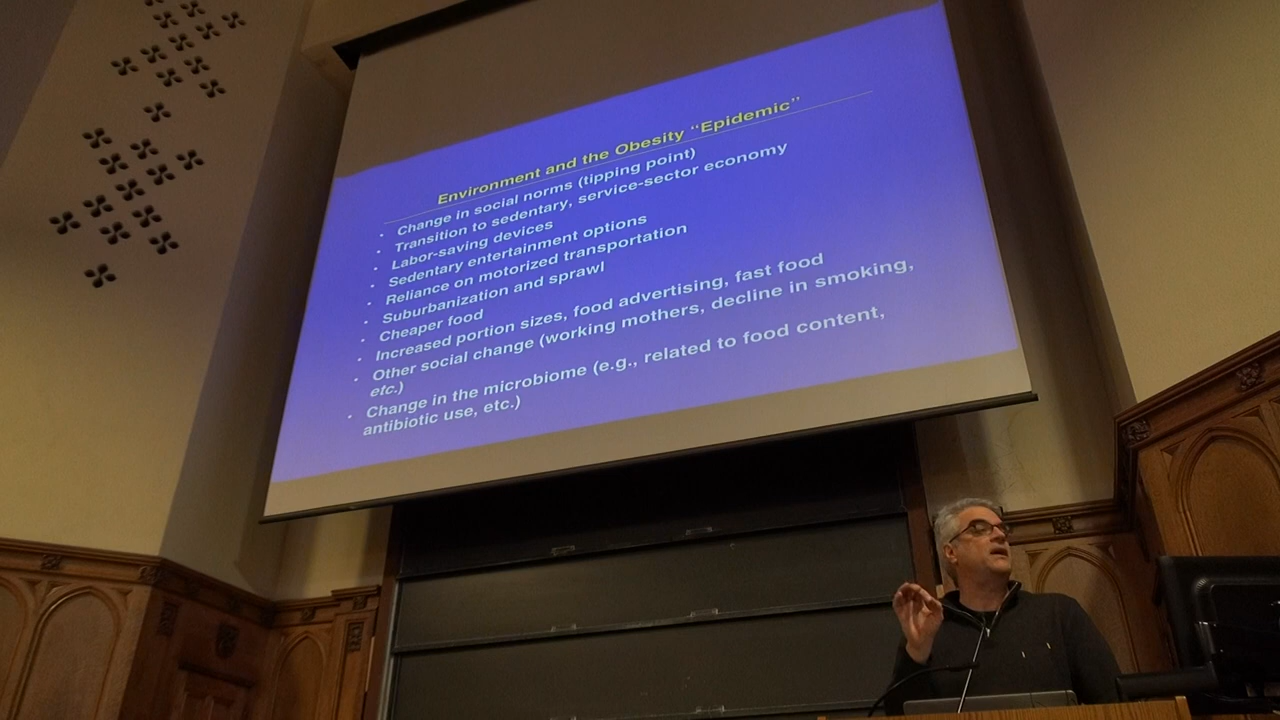 Environment and the Obesity “Epidemic”
• Change in social norms (tipping point)
• Transition to sedentary, service-sector economy
• Labor-saving devices
• Sedentary entertainment options
• Reliance on motorized transportation
• Suburbanization and sprawl
• Cheaper food
• Increased portion sizes, food advertising, fast food
• Other social change (working mothers, decline in smoking,
etc.)
• Change in the microbiome (e.g., related to food content,
antibiotic use, etc.)